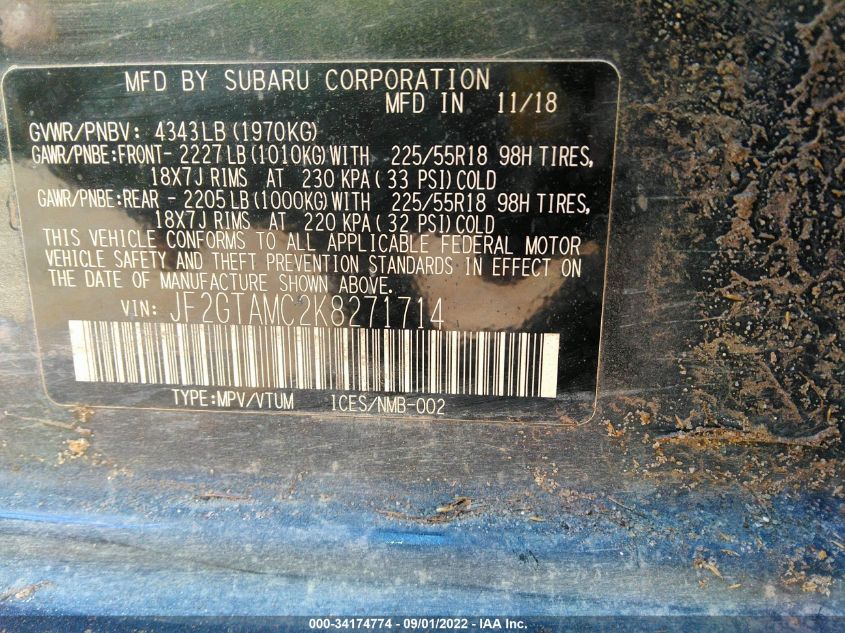 MFD BY SUBARU CORPORATION
MFD IN 11/18
GVWR/PNBV: 4343LB (1970KG)
GAWR/PNBE:FRONT- 2227 LB (1010KG) WITH 225/55R18 98H TIRES,
18X7J RIMS AT 230 KPA ( 33 PSI) COLD
GAWR/PNBE:REAR - 2205 LB (1000KG) WITH 225/55R18 98H TIRES,
18X7J RIMS AT 220 KPA ( 32 PSI) COLD
THIS VEHICLE CONFORMS TO ALL APPLICABLE FEDERAL MOTOR
VEHICLE SAFETY AND THEFT PREVENTION STANDARDS IN EFFECT ON
THE DATE OF MANUFACTURE SHOWN ABOVE.
VIN: JF2GTAMC2K8271714
TYPE:MPV/VTUM ICES/NMB-002
000-34174774 - 09/01/2022 - IAA Inc.